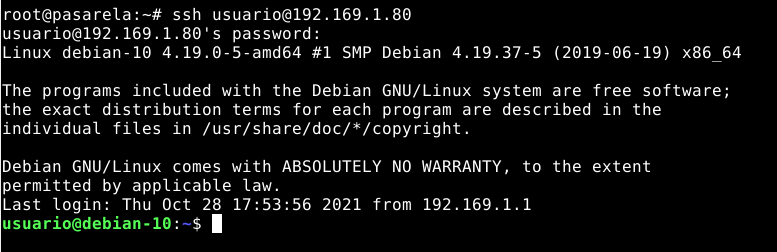 root@pasarela:~# ssh usuario@192.169.1.80
usuario@192.169.1.80's password:
Linux debian-10 4.19.0-5-amd64 #1 SMP Debian 4.19.37-5 (2019-06-19) x86_64
The programs included with the Debian GNU/Linux system are free software;
the exact distribution terms for each program are described in the
individual files in /usr/share/doc/*/copyright.
Debian GNU/Linux comes with ABSOLUTELY NO WARRANTY, to the extent
permitted by applicable law.
Last login: Thu Oct 28 17:53:56 2021 from 192.169.1.1
usuario@debian-10:~$